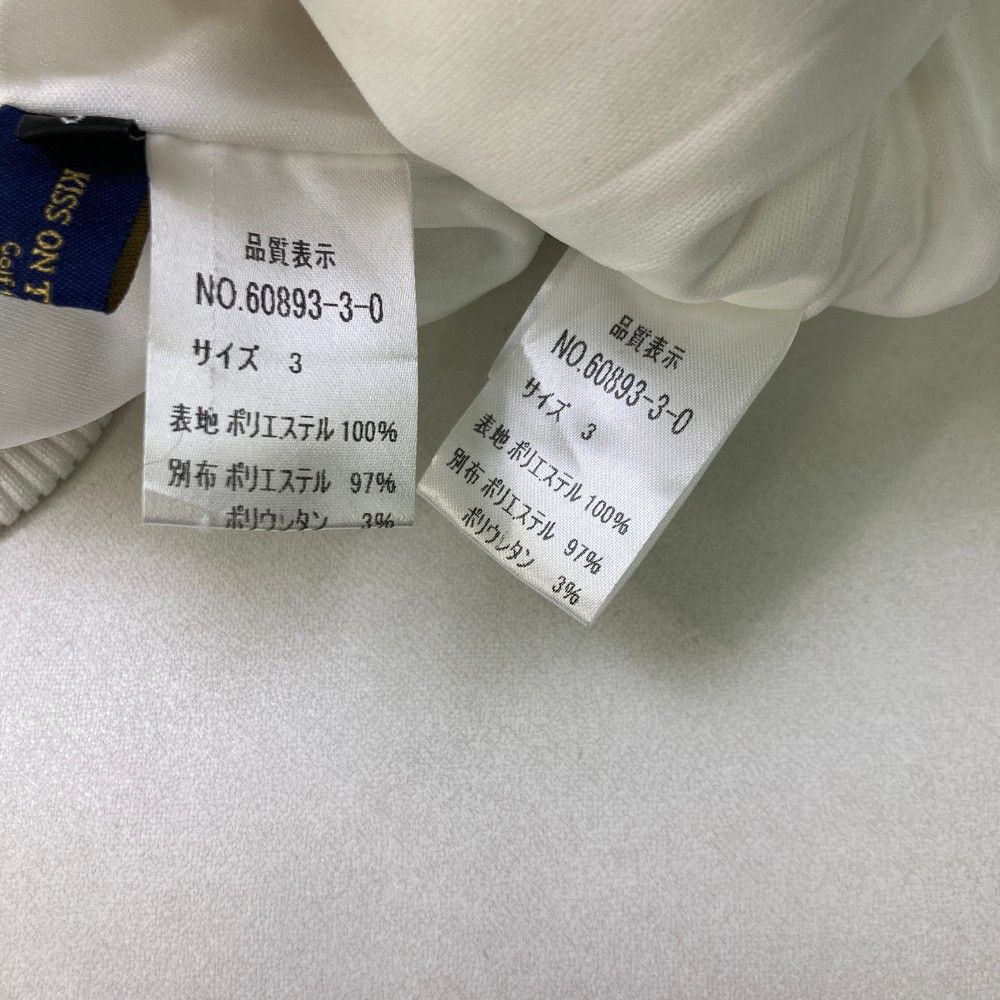 KISS ON T
Golf
品質表示
NO.60893-3-0
サイズ 3
表地 ポリエステル 100%
別布 ポリエステル 97%
ポリウレタン 3%
品質表示
NO.60893-3-0
サイズ 3
表地 ポリエステル 100%
別布 ポリエステル 97%
ポリウレタン 3%